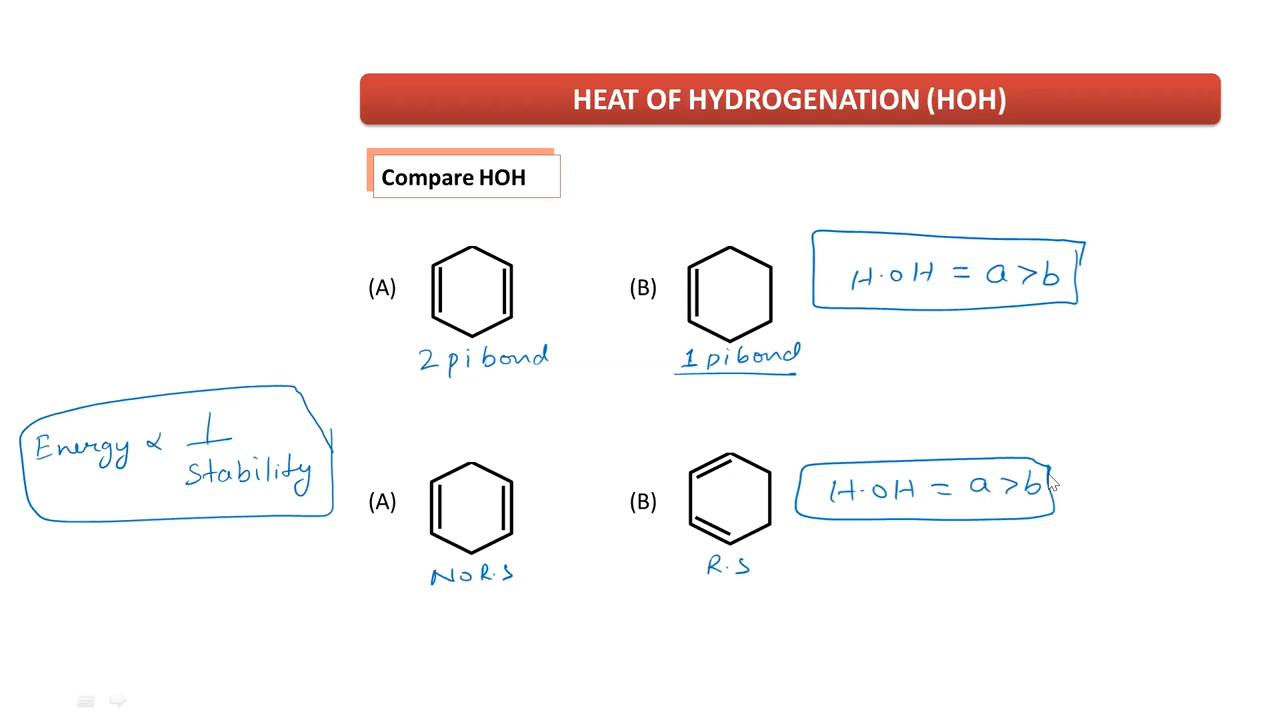 HEAT OF HYDROGENATION (HOH)
Compare HOH
(A)
(B)
H.OH = a > b
2 pi bond
1 pi bond
Energy ∝ 1
Stability
(A)
(B)
H.OH = a > b
NO R.S
R.S